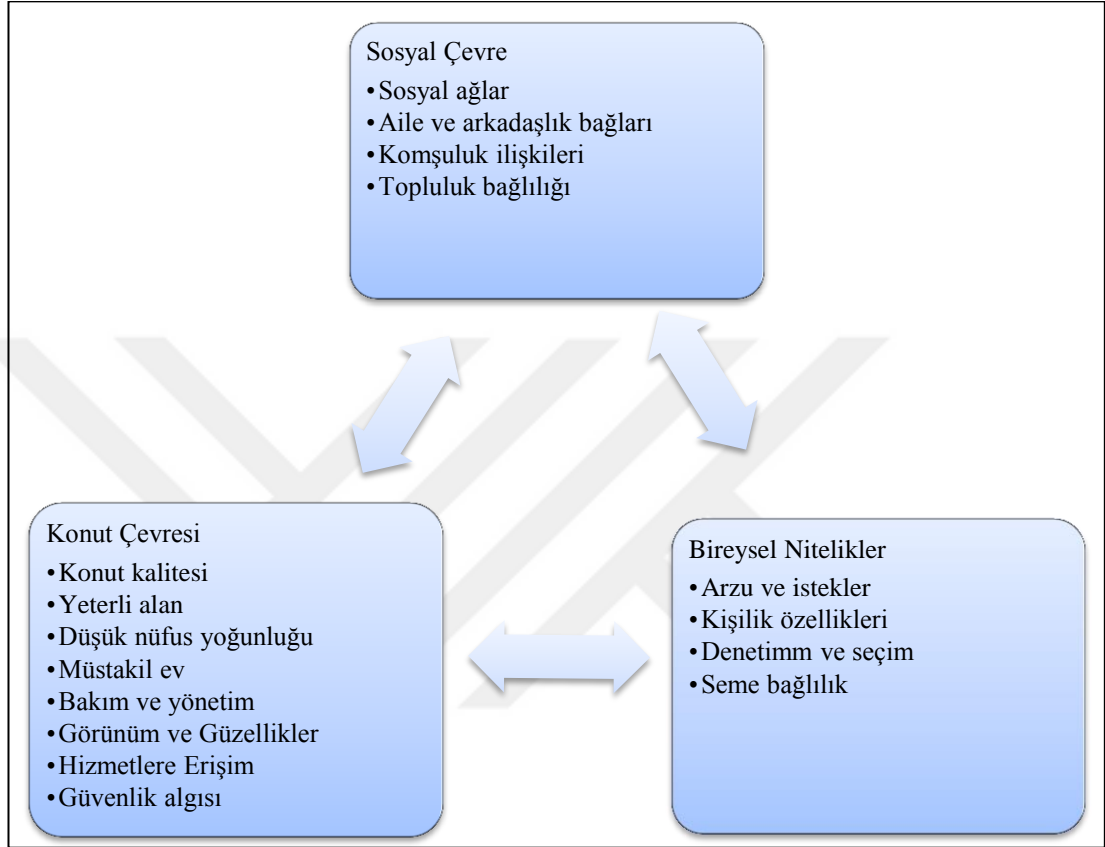 Sosyal Çevre
•Sosyal ağlar
•Aile ve arkadaşlık bağları
•Komşuluk ilişkileri
•Topluluk bağlılığı
Konut Çevresi
•Konut kalitesi
•Yeterli alan
•Düşük nüfus yoğunluğu
•Müstakil ev
•Bakım ve yönetim
•Görünüm ve Güzellikler
•Hizmetlere Erişim
•Güvenlik algısı
Bireysel Nitelikler
•Arzu ve istekler
•Kişilik özellikleri
•Denetimm ve seçim
•Seme bağlılık